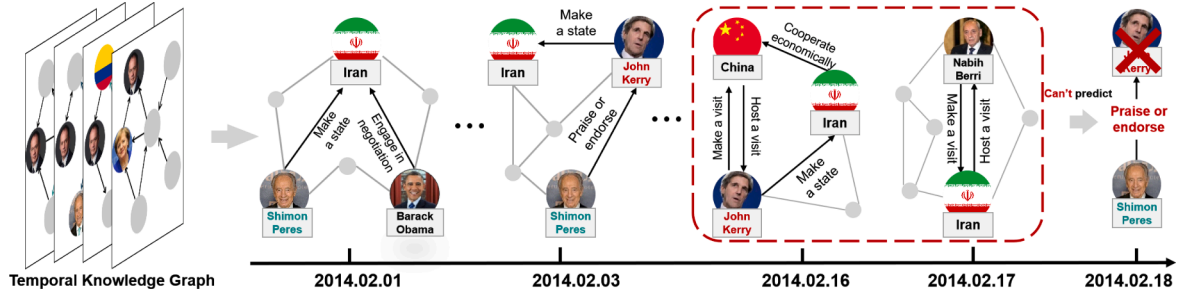 Temporal Knowledge Graph
Iran
Make
a state
Engage in
negotiation
Shimon
Peres
Barack
Obama
2014.02.01
Make
a state
Iran
John
Kerry
Praise or
endorse
Shimon
Peres
2014.02.03
China
Cooperate
economically
Iran
Make a visit
Host a visit
Make
a state
John
Kerry
2014.02.16
Nabih
Berri
Make a visit
Host a visit
Iran
2014.02.17
Can't predict
Kerry
Praise or
endorse
Shimon
Peres
2014.02.18